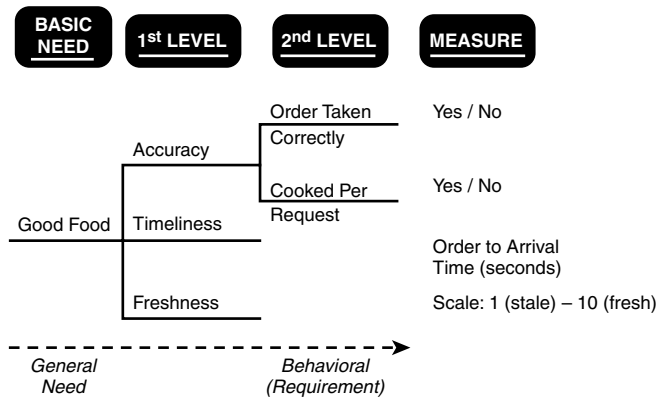 BASIC
NEED
1st LEVEL
2nd LEVEL
MEASURE
Order Taken
Correctly
Yes / No
Accuracy
Cooked Per
Request
Yes / No
Good Food
Timeliness
Order to Arrival
Time (seconds)
Freshness
Scale: 1 (stale) – 10 (fresh)
General
Need
Behavioral
(Requirement)